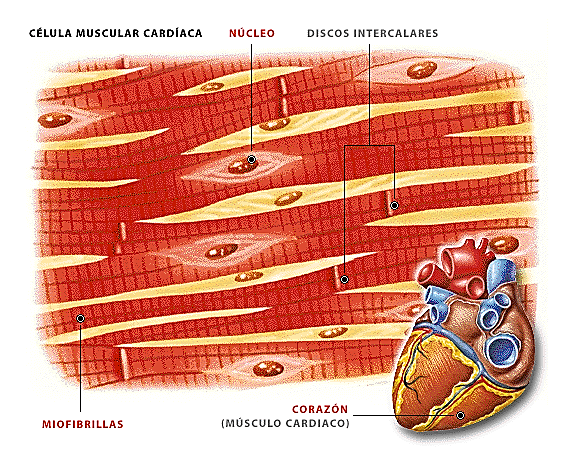 CÉLULA MUSCULAR CARDÍACA
NÚCLEO
DISCOS INTERCALARES
MIOFIBRILLAS
CORAZÓN
(MÚSCULO CARDIACO)